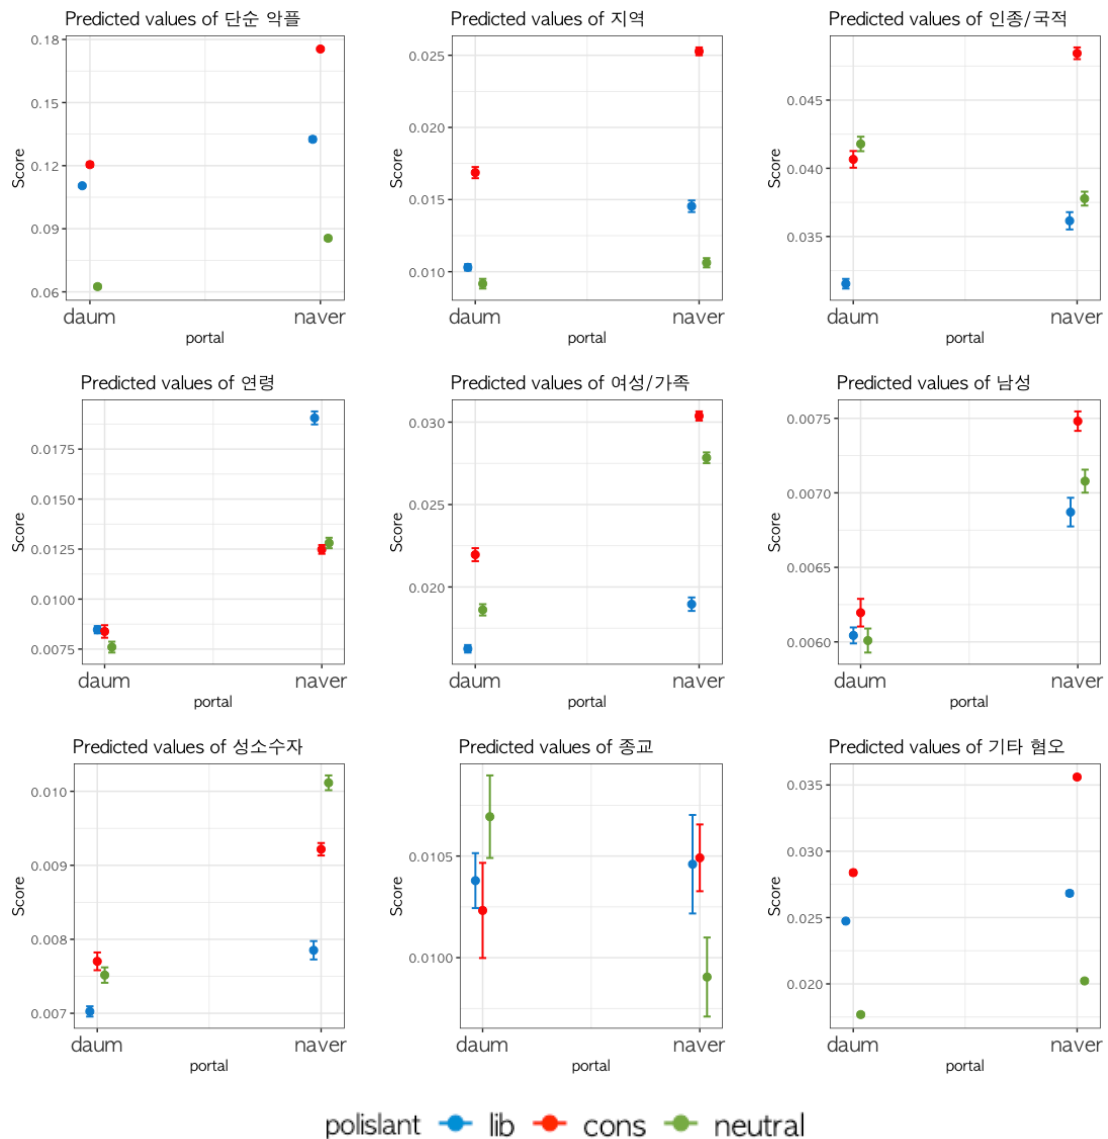 Predicted values of 단순 악플
Score
0.18
0.15
0.12
0.09
0.06
daum
naver
portal
Predicted values of 지역
Score
0.025
0.020
0.015
0.010
daum
naver
portal
Predicted values of 인종/국적
Score
0.045
0.040
0.035
daum
naver
portal
Predicted values of 연령
Score
0.0175
0.0150
0.0125
0.0100
0.0075
daum
naver
portal
Predicted values of 여성/가족
Score
0.030
0.025
0.020
daum
naver
portal
Predicted values of 남성
Score
0.0075
0.0070
0.0065
0.0060
daum
naver
portal
Predicted values of 성소수자
Score
0.010
0.009
0.008
0.007
daum
naver
portal
Predicted values of 종교
Score
0.0105
0.0100
daum
naver
portal
Predicted values of 기타 혐오
Score
0.035
0.030
0.025
0.020
daum
naver
portal
polislant lib cons neutral